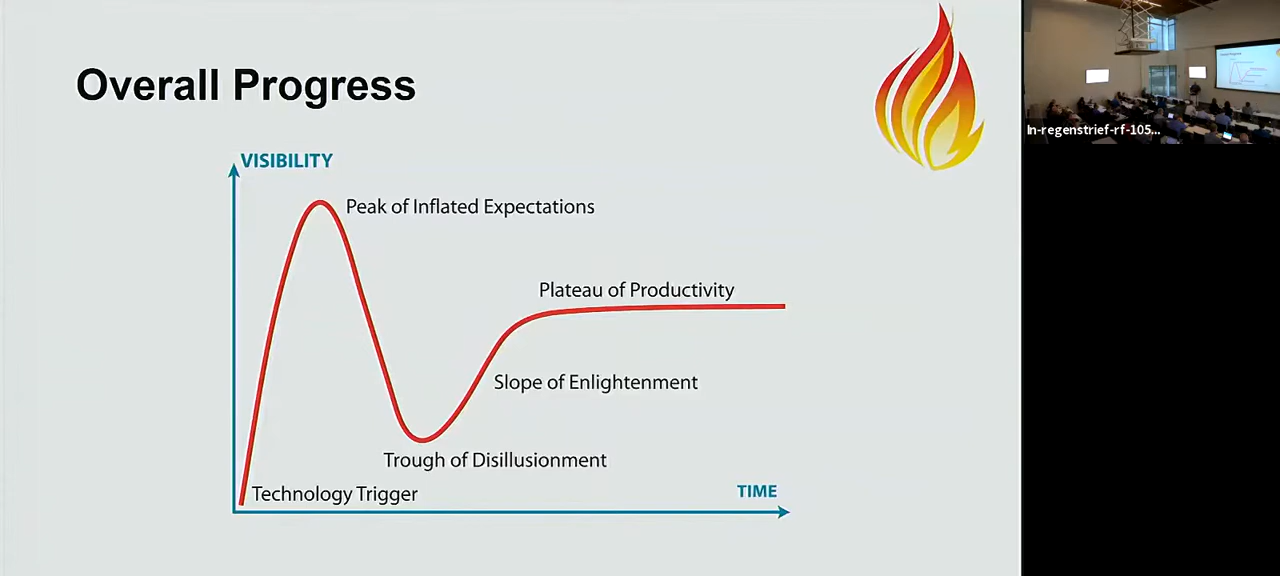 Overall Progress
VISIBILITY
Peak of Inflated Expectations
Plateau of Productivity
Slope of Enlightenment
Trough of Disillusionment
Technology Trigger
TIME
In-regenstrief-rf-105...